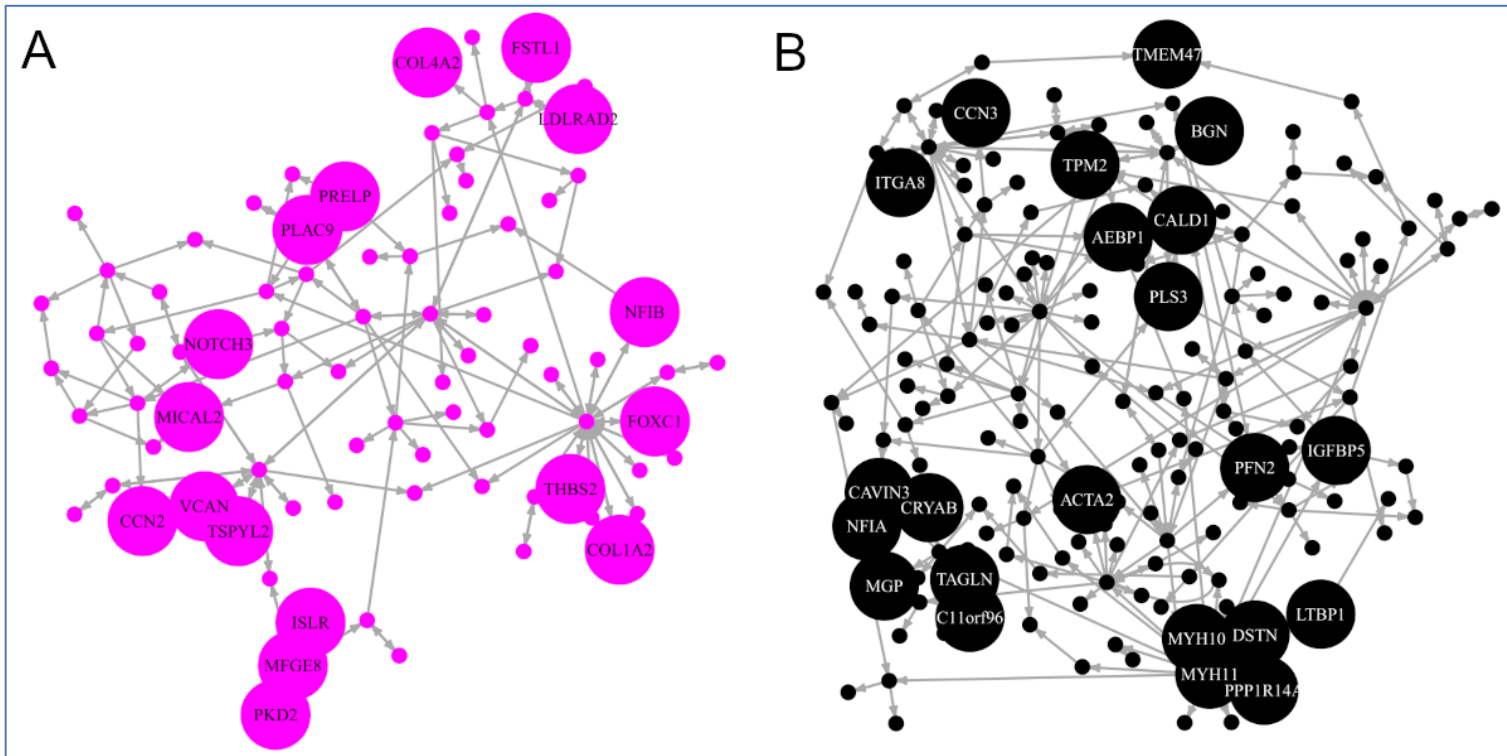 A
COL4A2
FSTL1
LDLRAD2
PRELP
PLAC9
NFIB
NOTCH3
MICAL2
FOXC1
THBS2
VCAN
CCN2
TSPYL2
COL1A2
ISLR
MFGE8
PKD2
B
TMEM47
CCN3
BGN
TPM2
ITGA8
CALD1
AEBP1
PLS3
IGFBP5
PFN2
CAVIN3
ACTA2
CRYAB
NFIA
TAGLN
MGP
C11orf96
LTBP1
MYH10
DSTN
MYH11
PPP1R14A